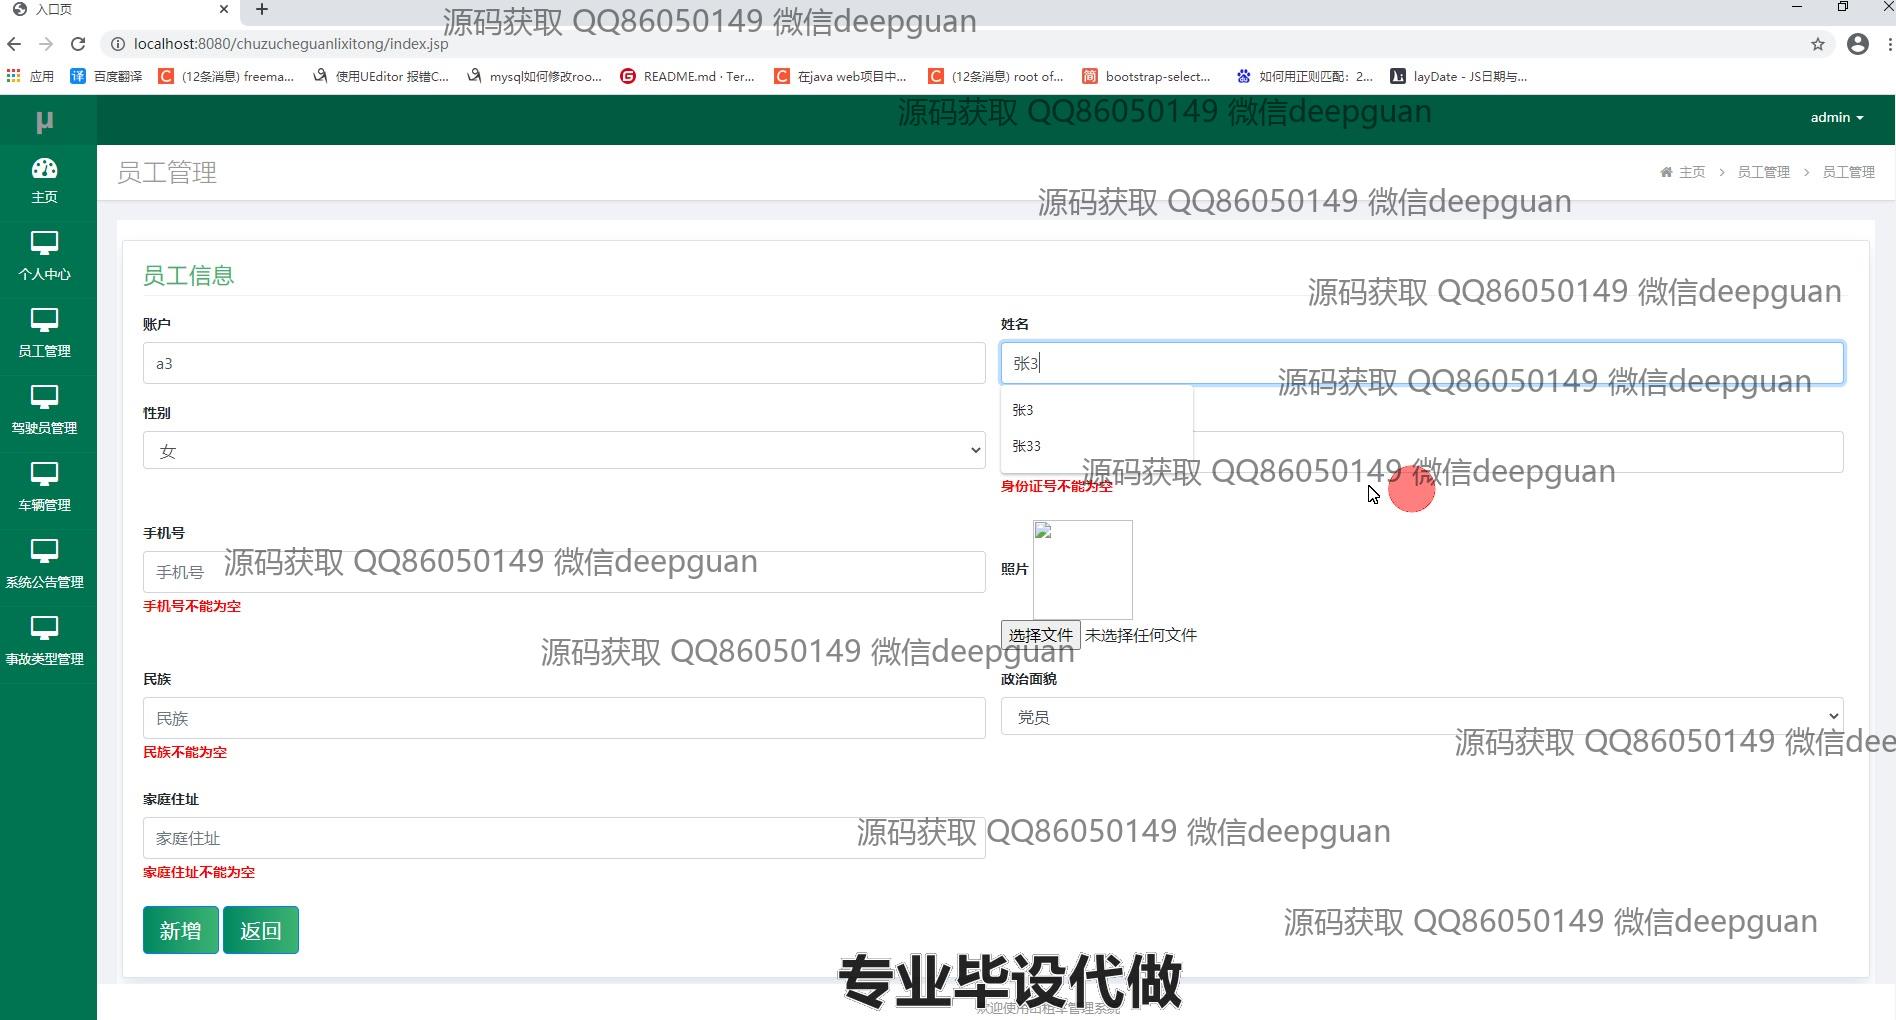 入口页
源码获取 QQ86050149 微信deepguan
localhost:8080/chuzucheguanlixitong/index.jsp
应用
百度翻译
(12条消息) freema...
使用UEditor 报错C...
mysql如何修改roo...
README.md · Ter...
在java web项目中...
(12条消息) root of...
bootstrap-select...
如何用正则匹配：2...
layDate - JS日期与...
μ
源码获取 QQ86050149 微信deepguan
admin
员工管理
主页 > 员工管理 > 员工管理
源码获取 QQ86050149 微信deepguan
主页
个人中心
员工管理
驾驶员管理
车辆管理
系统公告管理
事故类型管理
员工信息
源码获取 QQ86050149 微信deepguan
账户
姓名
a3
张3
源码获取 QQ86050149 微信deepguan
张3
张33
性别
女
源码获取 QQ86050149 微信deepguan
身份证号不能为空
手机号
手机号
源码获取 QQ86050149 微信deepguan
手机号不能为空
照片
选择文件 未选择任何文件
源码获取 QQ86050149 微信deepguan
民族
政治面貌
民族
党员
民族不能为空
源码获取 QQ86050149 微信dee
家庭住址
家庭住址
源码获取 QQ86050149 微信deepguan
家庭住址不能为空
新增
返回
源码获取 QQ86050149 微信deepguan
专业毕设代做
欢迎使用出租车管理系统